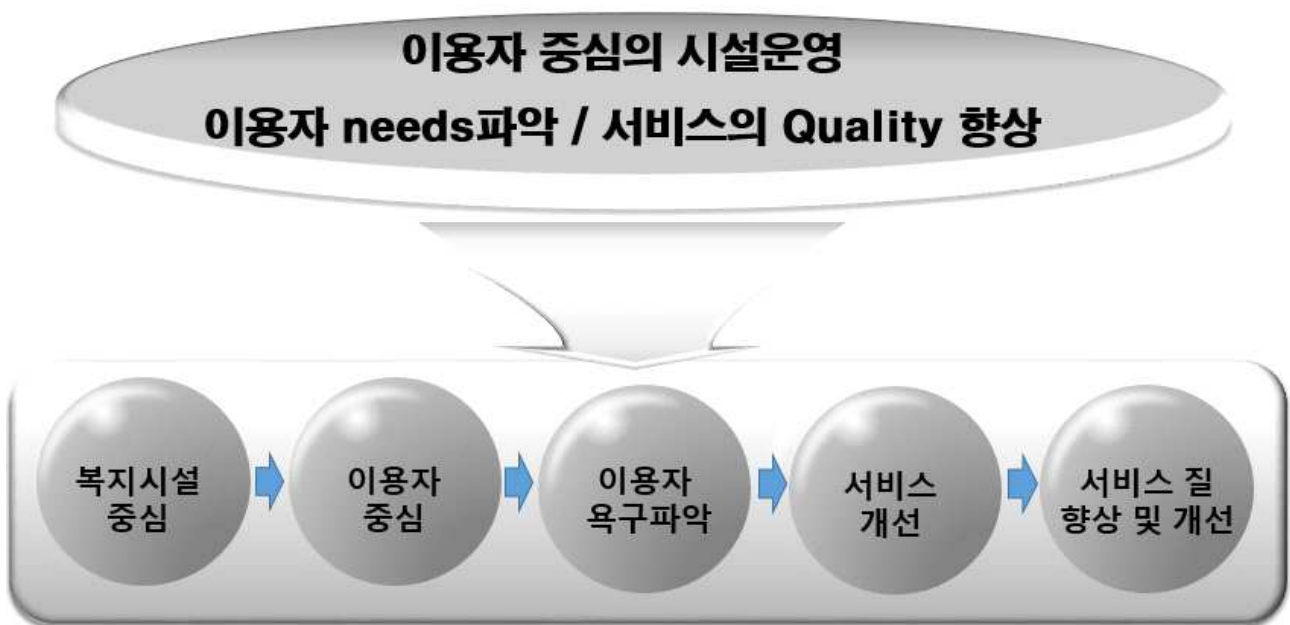 이용자 중심의 시설운영
이용자 needs파악 / 서비스의 Quality 향상
복지시설
중심
이용자
중심
이용자
욕구파악
서비스
개선
서비스 질
향상 및 개선